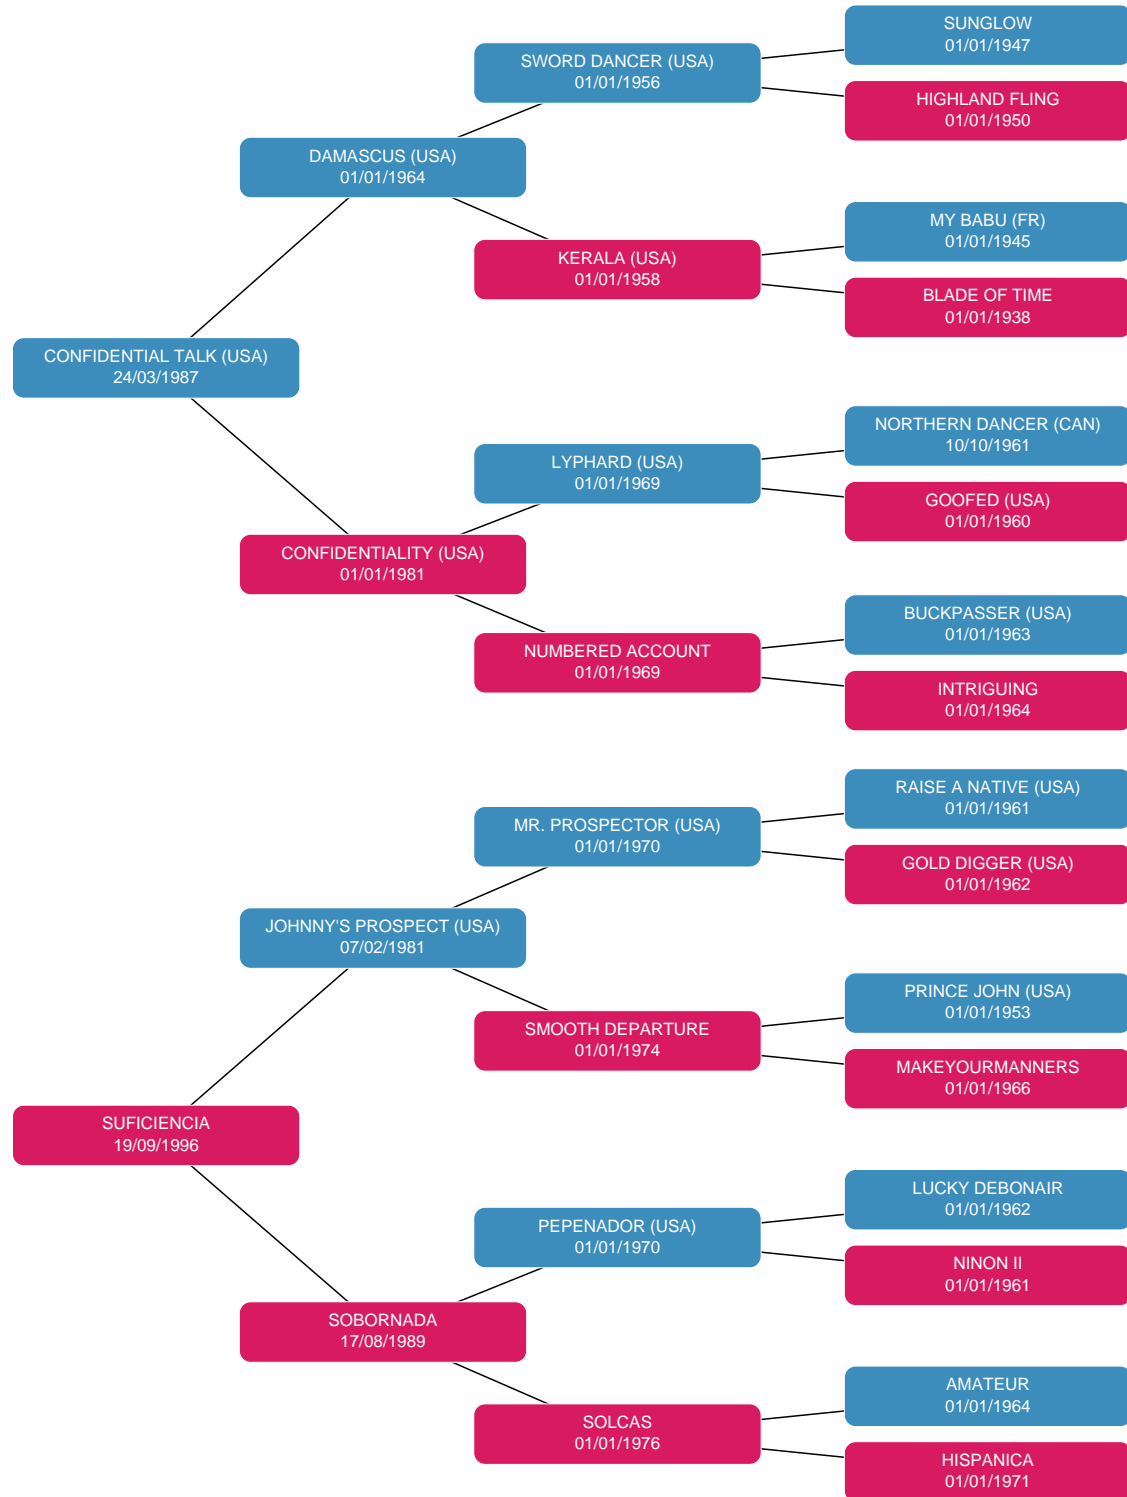 SUNGLOW
01/01/1947
SWORD DANCER (USA)
01/01/1956
HIGHLAND FLING
01/01/1950
DAMASCUS (USA)
01/01/1964
MY BABU (FR)
01/01/1945
KERALA (USA)
01/01/1958
BLADE OF TIME
01/01/1938
CONFIDENTIAL TALK (USA)
24/03/1987
NORTHERN DANCER (CAN)
10/10/1961
LYPHARD (USA)
01/01/1969
GOOFED (USA)
01/01/1960
CONFIDENTIALITY (USA)
01/01/1981
BUCKPASSER (USA)
01/01/1963
NUMBERED ACCOUNT
01/01/1969
INTRIGUING
01/01/1964
RAISE A NATIVE (USA)
01/01/1961
MR. PROSPECTOR (USA)
01/01/1970
GOLD DIGGER (USA)
01/01/1962
JOHNNY'S PROSPECT (USA)
07/02/1981
PRINCE JOHN (USA)
01/01/1953
SMOOTH DEPARTURE
01/01/1974
MAKEYOURMANNERS
01/01/1966
SUFICIENCIA
19/09/1996
LUCKY DEBONAIR
01/01/1962
PEPENADOR (USA)
01/01/1970
NINON II
01/01/1961
SOBORNADA
17/08/1989
AMATEUR
01/01/1964
SOLCAS
01/01/1976
HISPANICA
01/01/1971